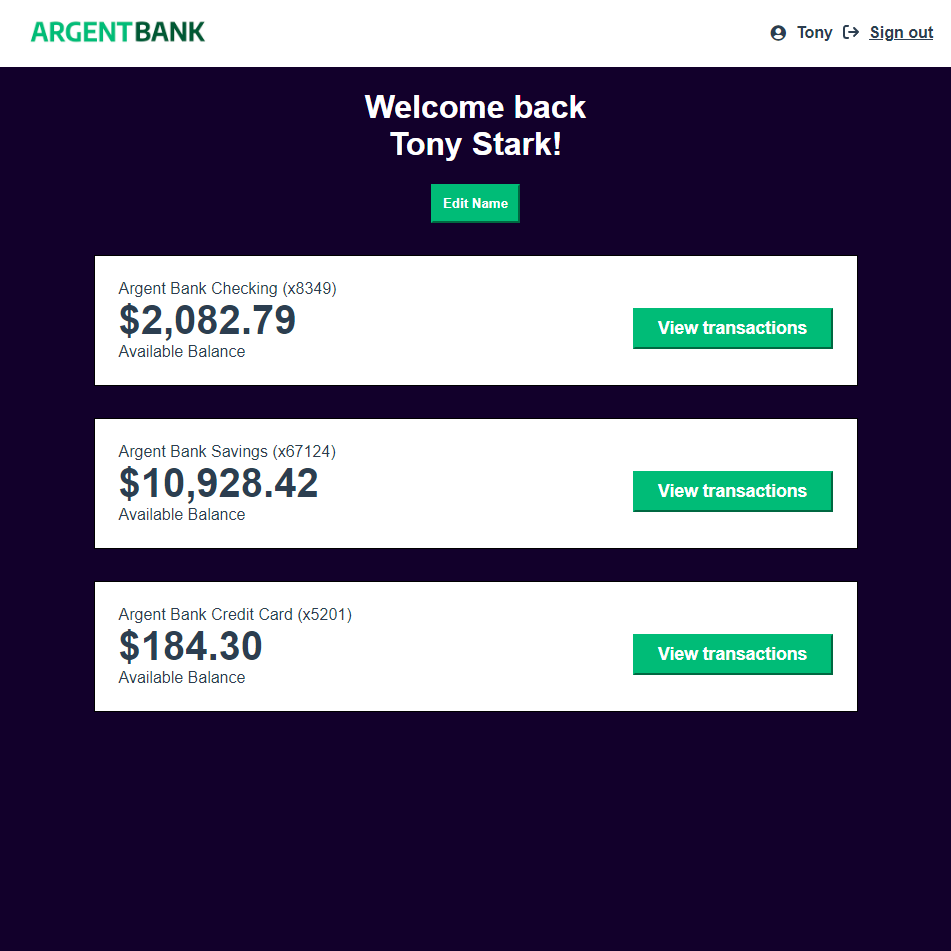 ARGENTBANK
Tony Sign out
Welcome back
Tony Stark!
Edit Name
Argent Bank Checking (x8349)
$2,082.79
Available Balance
View transactions
Argent Bank Savings (x67124)
$10,928.42
Available Balance
View transactions
Argent Bank Credit Card (x5201)
$184.30
Available Balance
View transactions